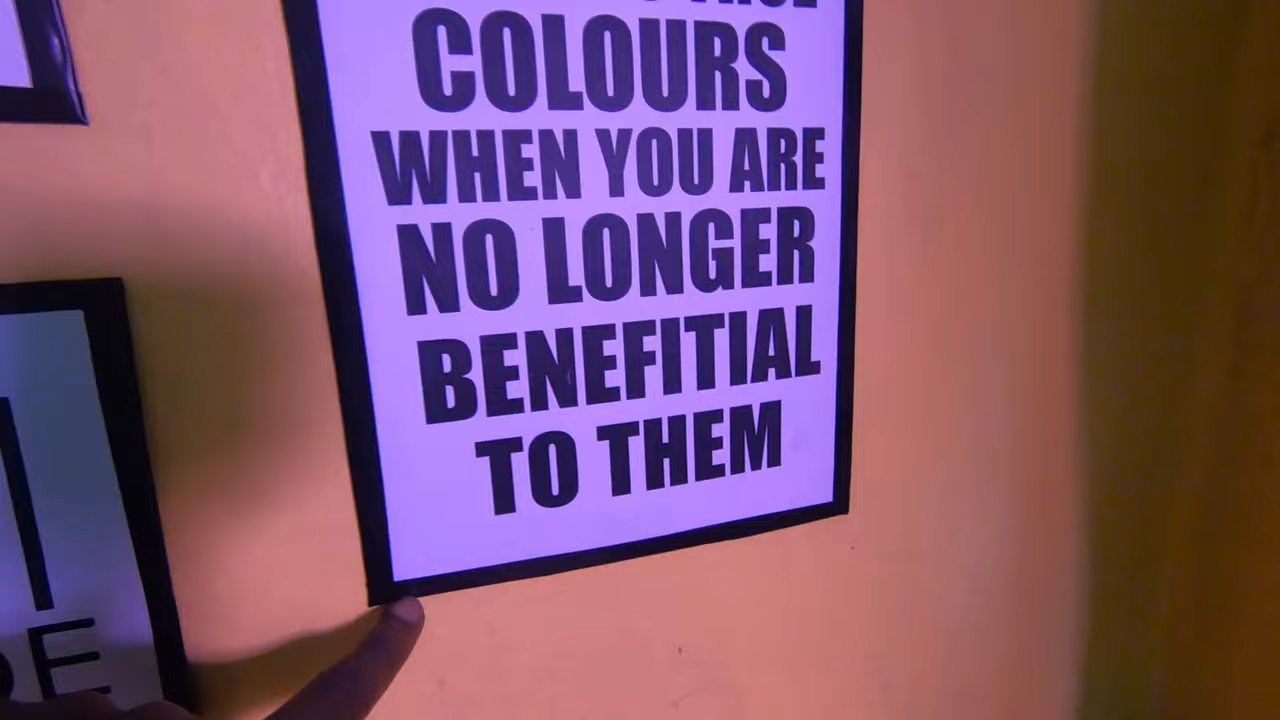 COLOURS
WHEN YOU ARE
NO LONGER
BENEFITIAL
TO THEM